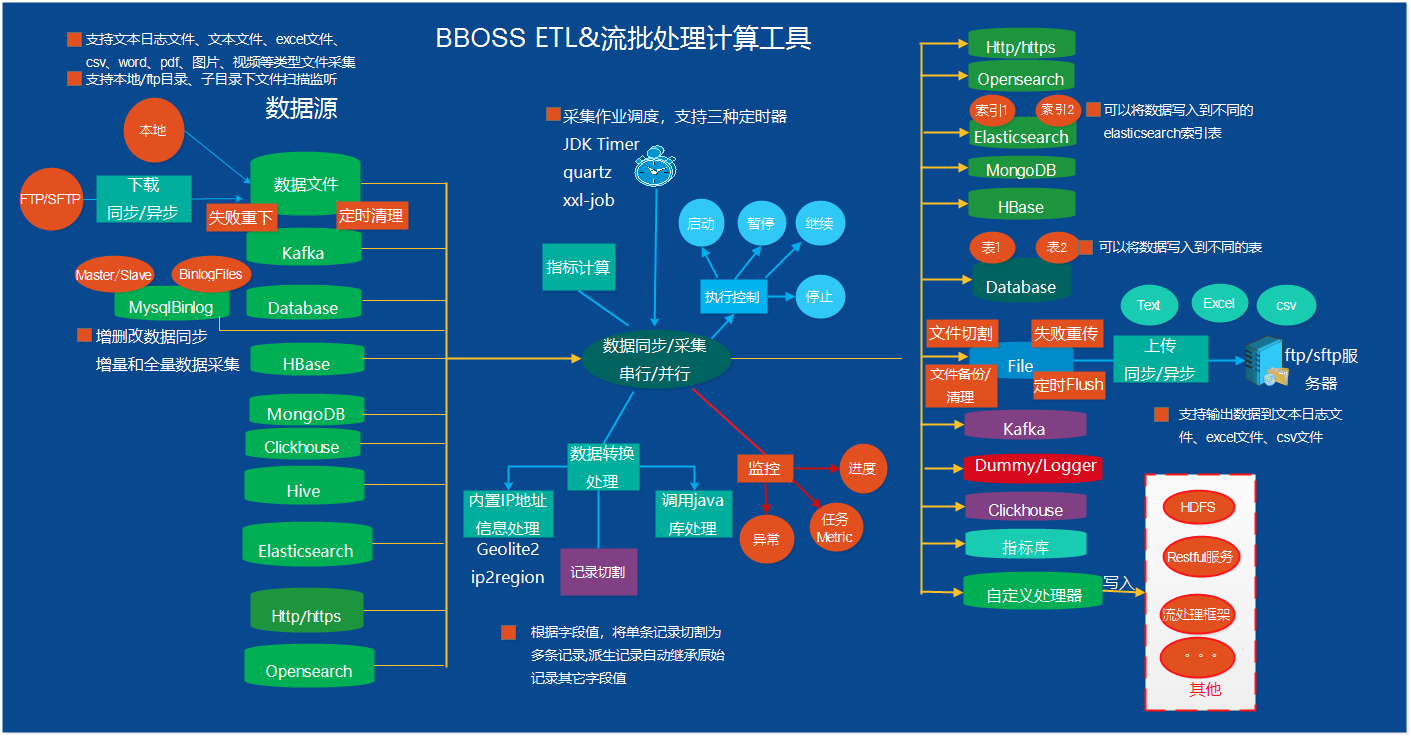 BBOSS ETL&流批处理计算工具
支持文本日志文件、文本文件、excel文件、
csv、word、pdf、图片、视频等类型文件采集
支持本地/ftp目录、子目录下文件扫描监听
数据源
本地
FTP/SFTP
下载
同步/异步
数据文件
失败重下
定时清理
Kafka
Master/Slave
BinlogFiles
MysqlBinlog
Database
增删改数据同步
增量和全量数据采集
HBase
MongoDB
Clickhouse
Hive
Elasticsearch
Http/https
Opensearch
采集作业调度，支持三种定时器
JDK Timer
quartz
xxl-job
指标计算
启动
暂停
继续
执行控制
停止
数据同步/采集
串行/并行
数据转换
处理
内置IP地址
信息处理
Geolite2
ip2region
调用java
库处理
记录切割
根据字段值，将单条记录切割为
多条记录,派生记录自动继承原始
记录其它字段值
监控
进度
异常
任务
Metric
Http/https
Opensearch
索引1
索引2
Elasticsearch
可以将数据写入到不同的
elasticsearch索引表
MongoDB
HBase
表1
表2
可以将数据写入到不同的表
Database
Text
Excel
csv
文件切割
失败重传
File
文件备份/
清理
定时Flush
上传
同步/异步
ftp/sftp服
务器
支持输出数据到文本日志文
件、excel文件、csv文件
Kafka
Dummy/Logger
Clickhouse
指标库
自定义处理器
写入
HDFS
Restful服务
流处理框架
。。。
其他